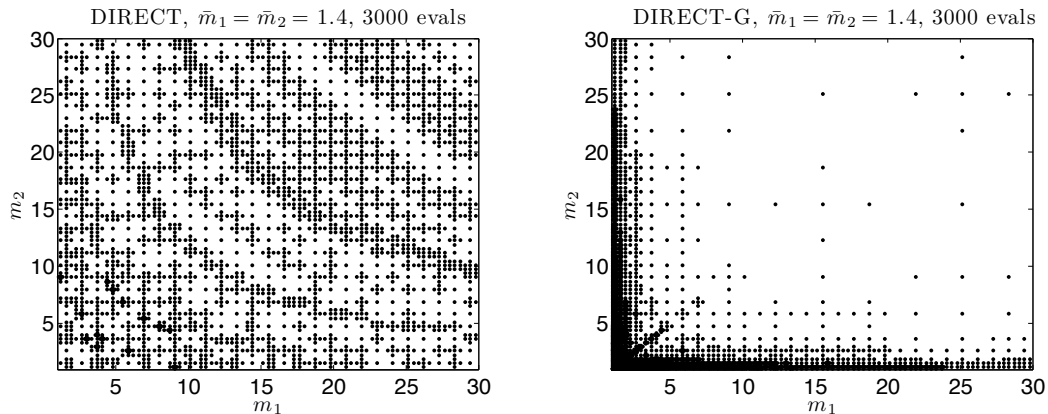 DIRECT, m̄₁ = m̄₂ = 1.4, 3000 evals
30
25
20
15
10
5
m₂
5 10 15 20 25 30
m₁
DIRECT-G, m̄₁ = m̄₂ = 1.4, 3000 evals
30
25
20
15
10
5
m₂
5 10 15 20 25 30
m₁